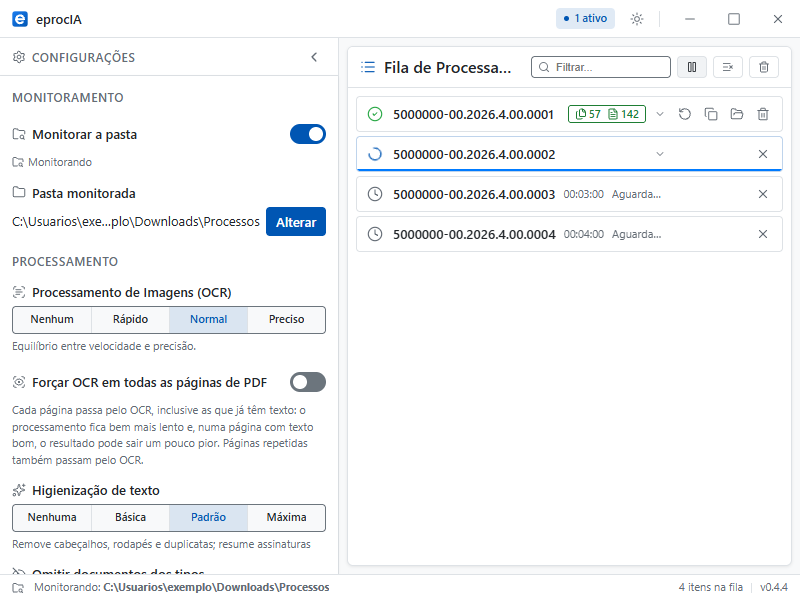 eprocIA
1 ativo
CONFIGURAÇÕES
MONITORAMENTO
Monitorar a pasta
Monitorando
Pasta monitorada
C:\Usuarios\exe...plo\Downloads\Processos
Alterar
PROCESSAMENTO
Processamento de Imagens (OCR)
Nenhum Rápido Normal Preciso
Equilíbrio entre velocidade e precisão.
Forçar OCR em todas as páginas de PDF
Cada página passa pelo OCR, inclusive as que já têm texto: o
processamento fica bem mais lento e, numa página com texto
bom, o resultado pode sair um pouco pior. Páginas repetidas
também passam pelo OCR.
Higienização de texto
Nenhuma Básica Padrão Máxima
Remove cabeçalhos, rodapés e duplicatas; resume assinaturas
Omitir documentos dos tipos
Fila de Processa...
Filtrar...
5000000-00.2026.4.00.0001 57 142
5000000-00.2026.4.00.0002
5000000-00.2026.4.00.0003 00:03:00 Aguarda...
5000000-00.2026.4.00.0004 00:04:00 Aguarda...
Monitorando: C:\Usuarios\exemplo\Downloads\Processos
4 itens na fila
v0.4.4